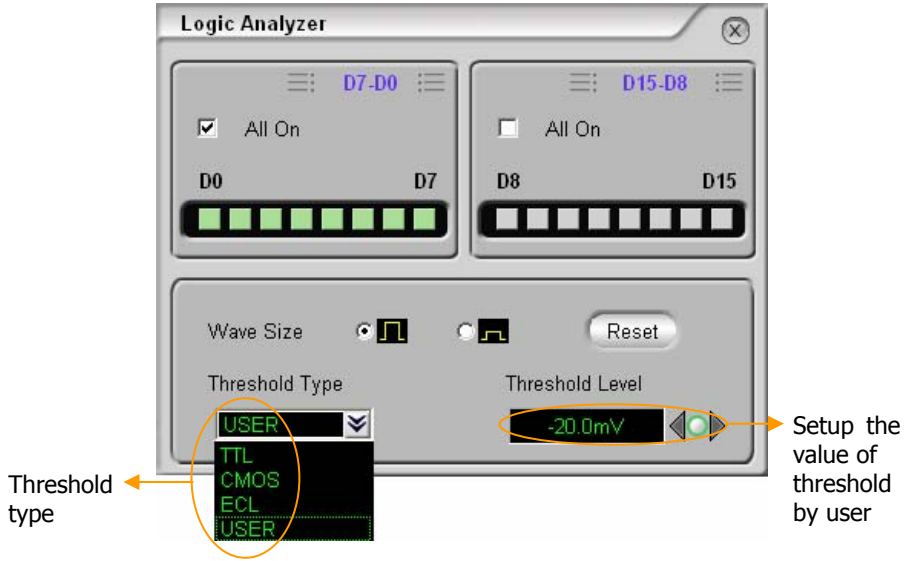 Logic Analyzer
D7-D0
All On
D0 D7
D15-D8
All On
D8 D15
Wave Size
Reset
Threshold Type
USER
TTL
CMOS
ECL
USER
Threshold Level
-20.0mV
Threshold
type
Setup the
value of
threshold
by user